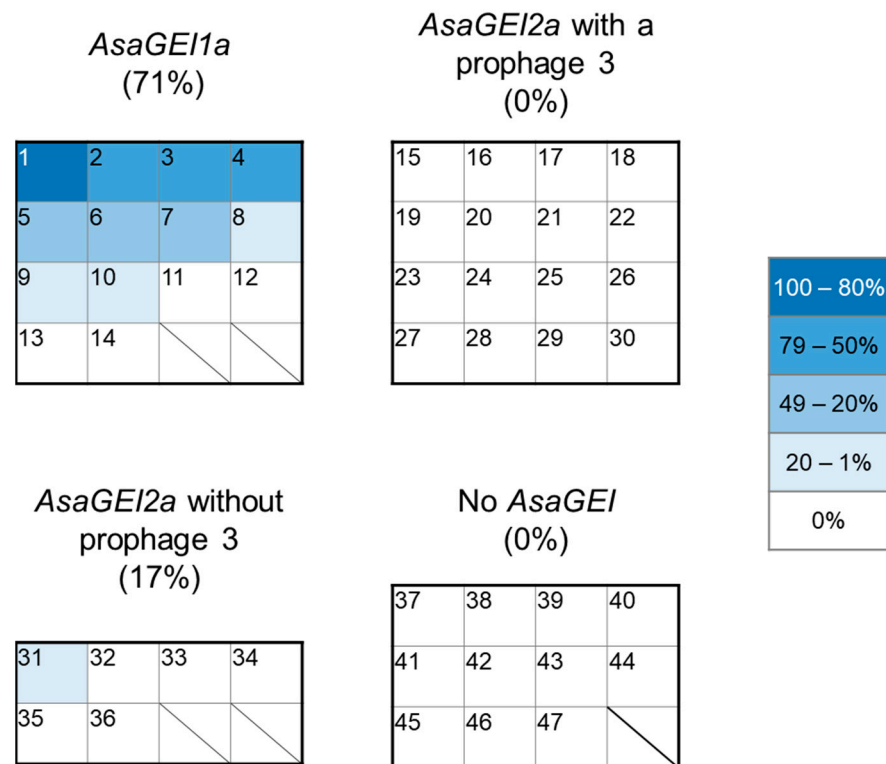 AsaGEI1a
(71%)
1 2 3 4
5 6 7 8
9 10 11 12
13 14
AsaGEI2a with a
prophage 3
(0%)
15 16 17 18
19 20 21 22
23 24 25 26
27 28 29 30
100 – 80%
79 – 50%
49 – 20%
20 – 1%
0%
AsaGEI2a without
prophage 3
(17%)
31 32 33 34
35 36
No AsaGEI
(0%)
37 38 39 40
41 42 43 44
45 46 47